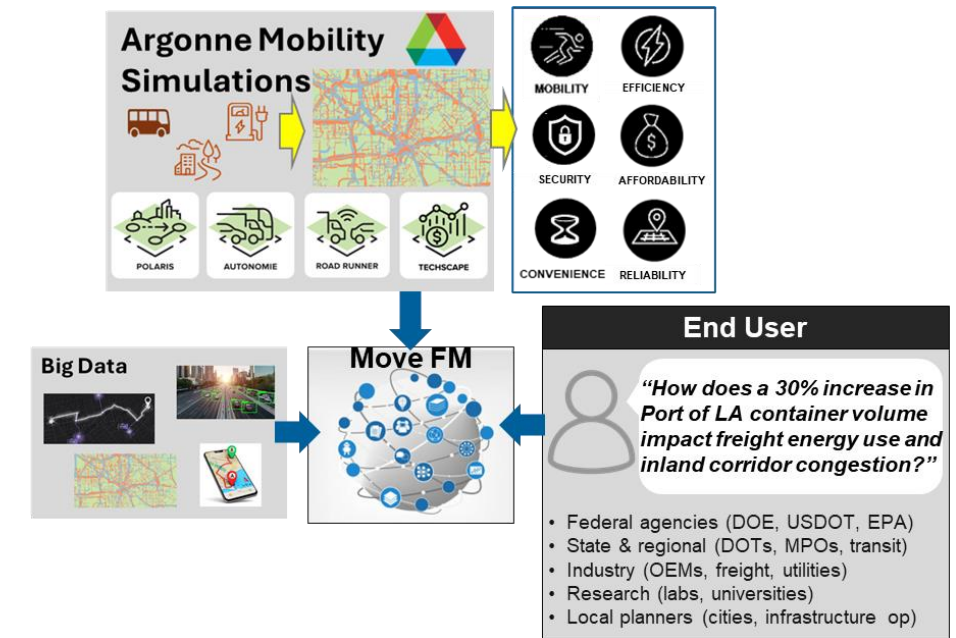 Argonne Mobility
Simulations
POLARIS
AUTONOMIE
ROAD RUNNER
TECHSCAPE
MOBILITY
EFFICIENCY
SECURITY
AFFORDABILITY
CONVENIENCE
RELIABILITY
Big Data
Move FM
End User
“How does a 30% increase in
Port of LA container volume
impact freight energy use and
inland corridor congestion?”
• Federal agencies (DOE, USDOT, EPA)
• State & regional (DOTs, MPOs, transit)
• Industry (OEMs, freight, utilities)
• Research (labs, universities)
• Local planners (cities, infrastructure op)